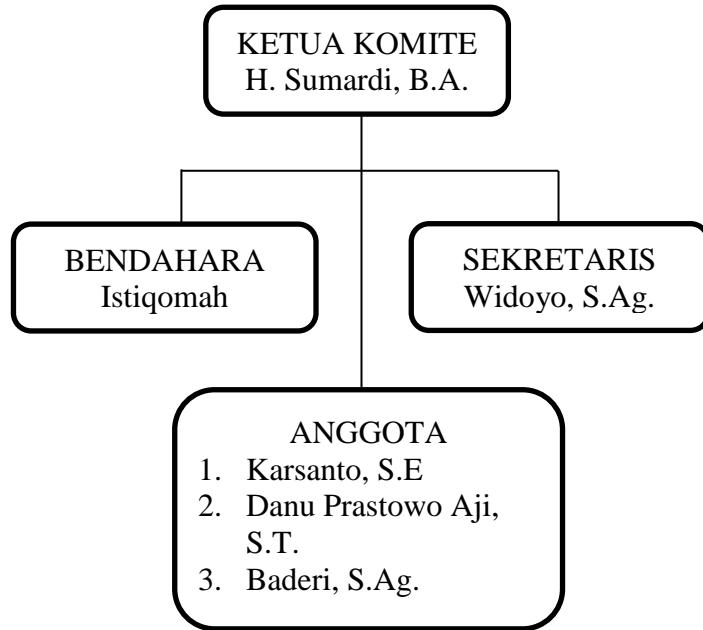 KETUA KOMITE
H. Sumardi, B.A.
BENDAHARA
Istiqomah
SEKRETARIS
Widoyo, S.Ag.
ANGGOTA
1. Karsanto, S.E
2. Danu Prastowo Aji,
S.T.
3. Baderi, S.Ag.